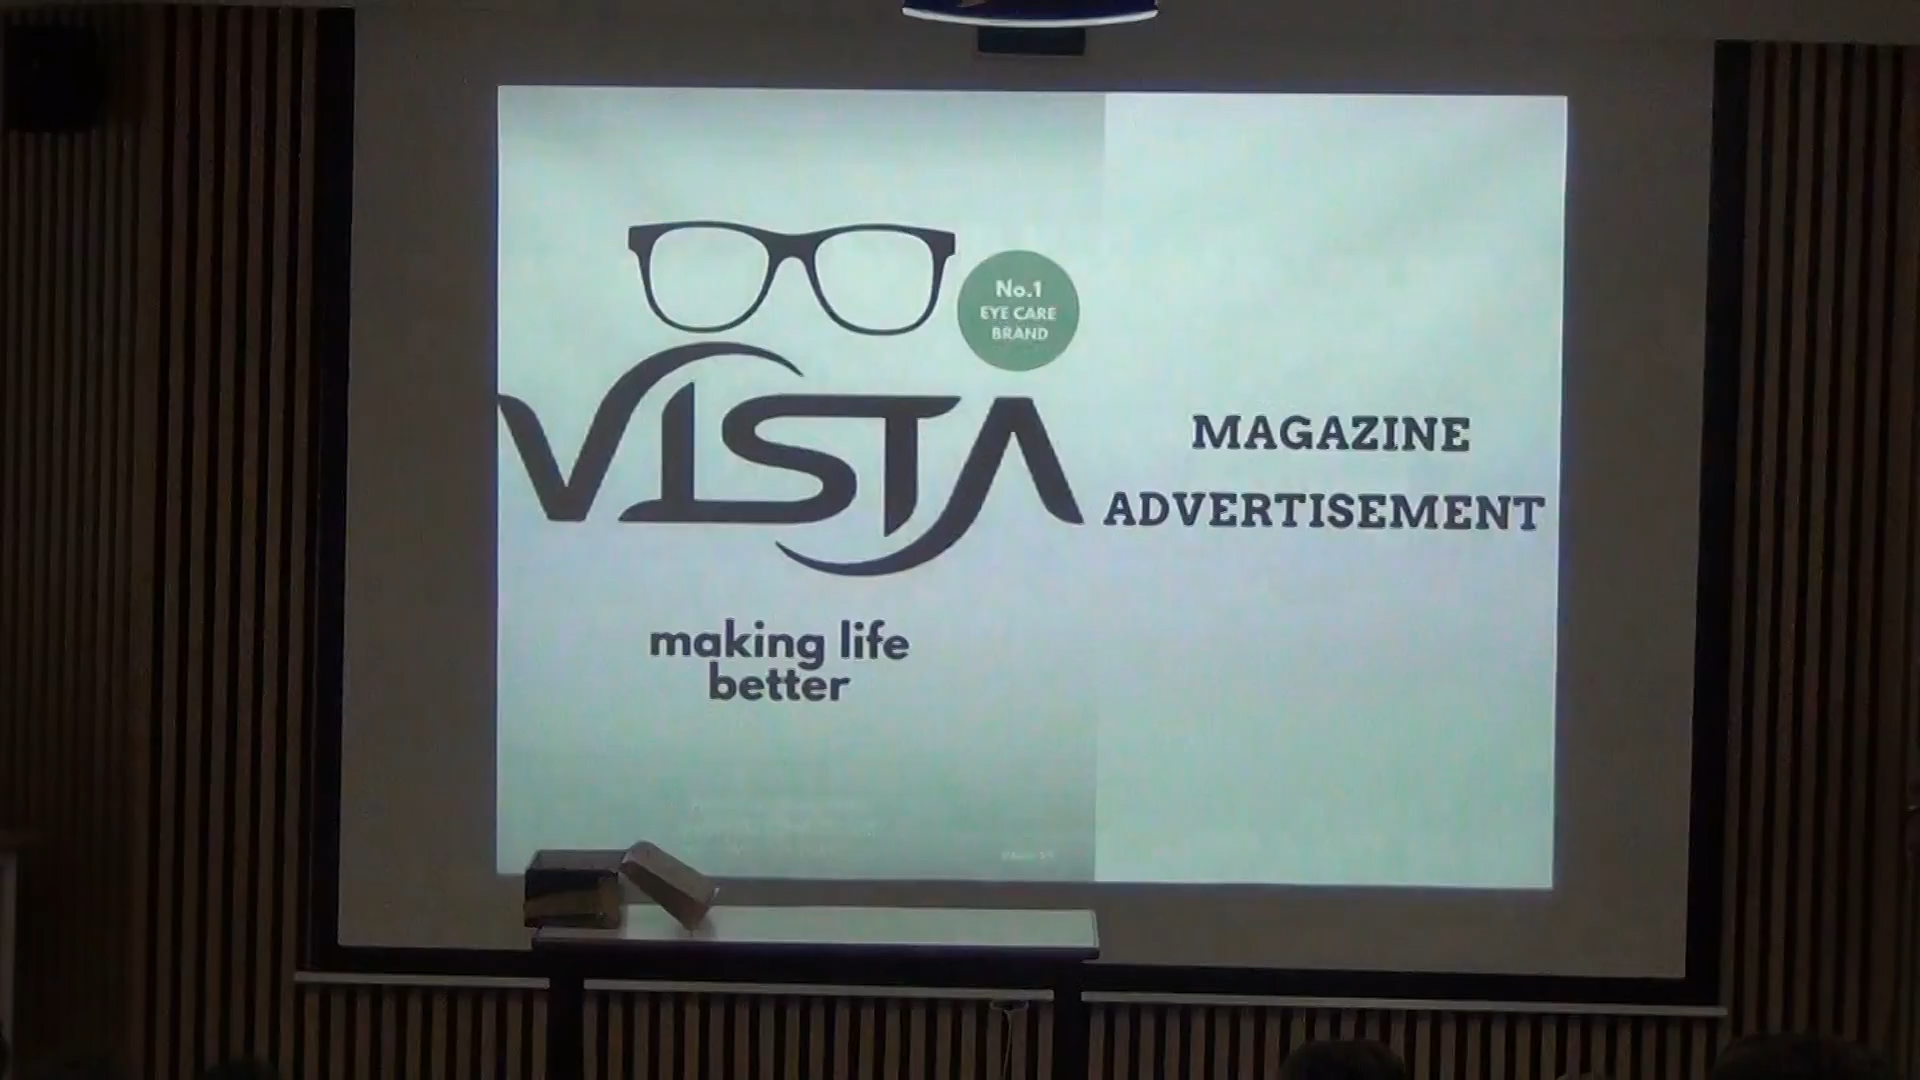 No.1
EYE CARE
BRAND
VISTA
making life
better
MAGAZINE
ADVERTISEMENT